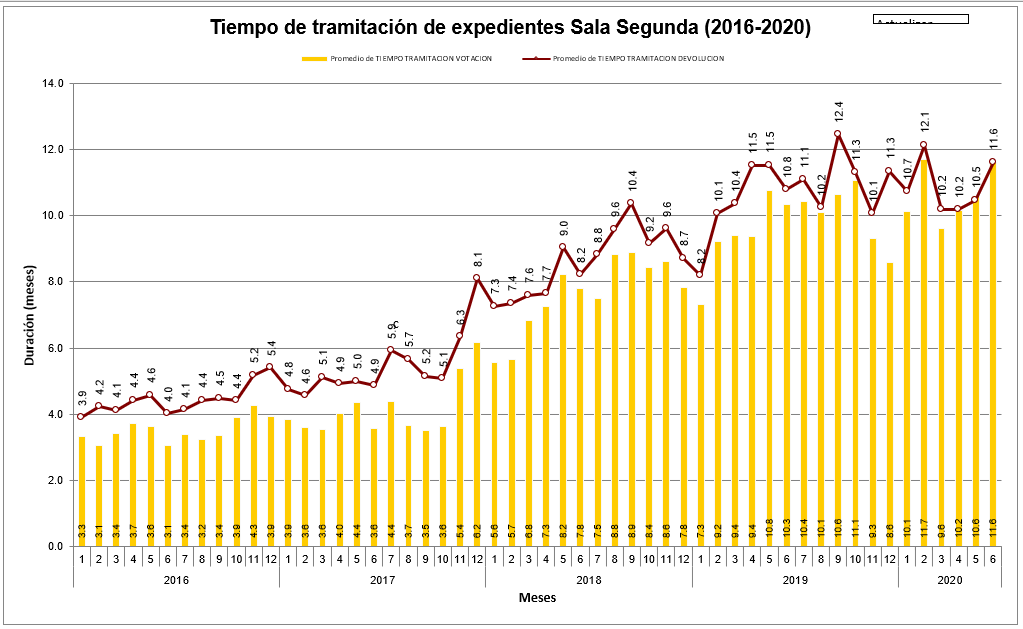 Tiempo de tramitación de expedientes Sala Segunda (2016-2020)
Actualizar
Promedio de TIEMPO TRAMITACION VOTACION Promedio de TIEMPO TRAMITACION DEVOLUCION
14.0
12.0
10.0
8.0
6.0
4.0
2.0
0.0
Duración (meses)
3.9 4.2 4.1 4.4 4.6 4.0 4.1 4.4 4.5 4.4 5.2 5.4 4.8 4.6 5.1 4.9 5.0 4.9 5.9 5.7 5.2 5.1 6.3 8.1 7.3 7.4 7.6 7.7 9.0 8.2 8.8 9.6 10.4 9.2 9.6 8.7 8.2 10.1 10.4 11.5 11.5 10.8 11.1 10.2 12.4 11.3 10.1 11.3 10.7 12.1 10.2 10.2 10.5 11.6
3.3 3.1 3.4 3.7 3.6 3.1 3.4 3.2 3.4 3.9 4.3 3.9 3.9 3.6 3.6 4.0 4.4 3.6 4.4 3.7 3.5 3.6 5.4 6.2 5.6 5.7 6.8 7.3 8.2 7.8 7.5 8.8 8.9 8.4 8.6 7.8 7.3 9.2 9.4 9.4 10.8 10.3 10.4 10.1 10.6 11.1 9.3 8.6 10.1 11.7 9.6 10.2 10.6 11.6
1 2 3 4 5 6 7 8 9 10 11 12 1 2 3 4 5 6 7 8 9 10 11 12 1 2 3 4 5 6 7 8 9 10 11 12 1 2 3 4 5 6 7 8 9 10 11 12 1 2 3 4 5 6
2016 2017 2018 2019 2020
Meses